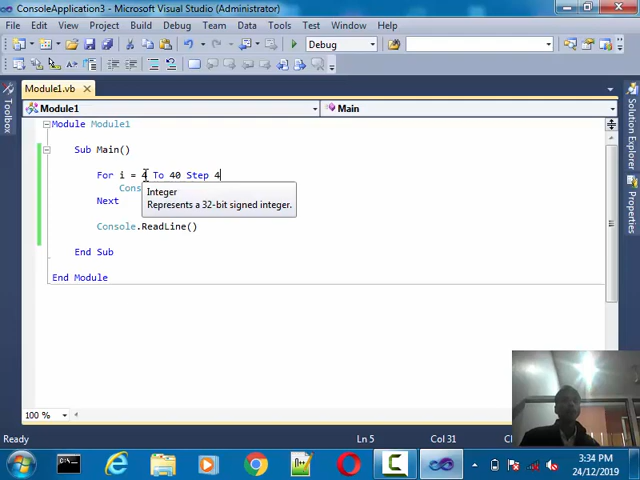 ConsoleApplication3 - Microsoft Visual Studio (Administrator)
File Edit View Project Build Debug Team Data Tools Test Window Help
Debug
Module1.vb
Module1 Main
Module Module1
Sub Main()
For i = 4 To 40 Step 4
Cons
Integer
Represents a 32-bit signed integer.
Next
Console.ReadLine()
End Sub
End Module
Toolbox
Solution Explorer
Properties
100 %
Ready Ln 5 Col 31 Ch
3:34 PM
24/12/2019